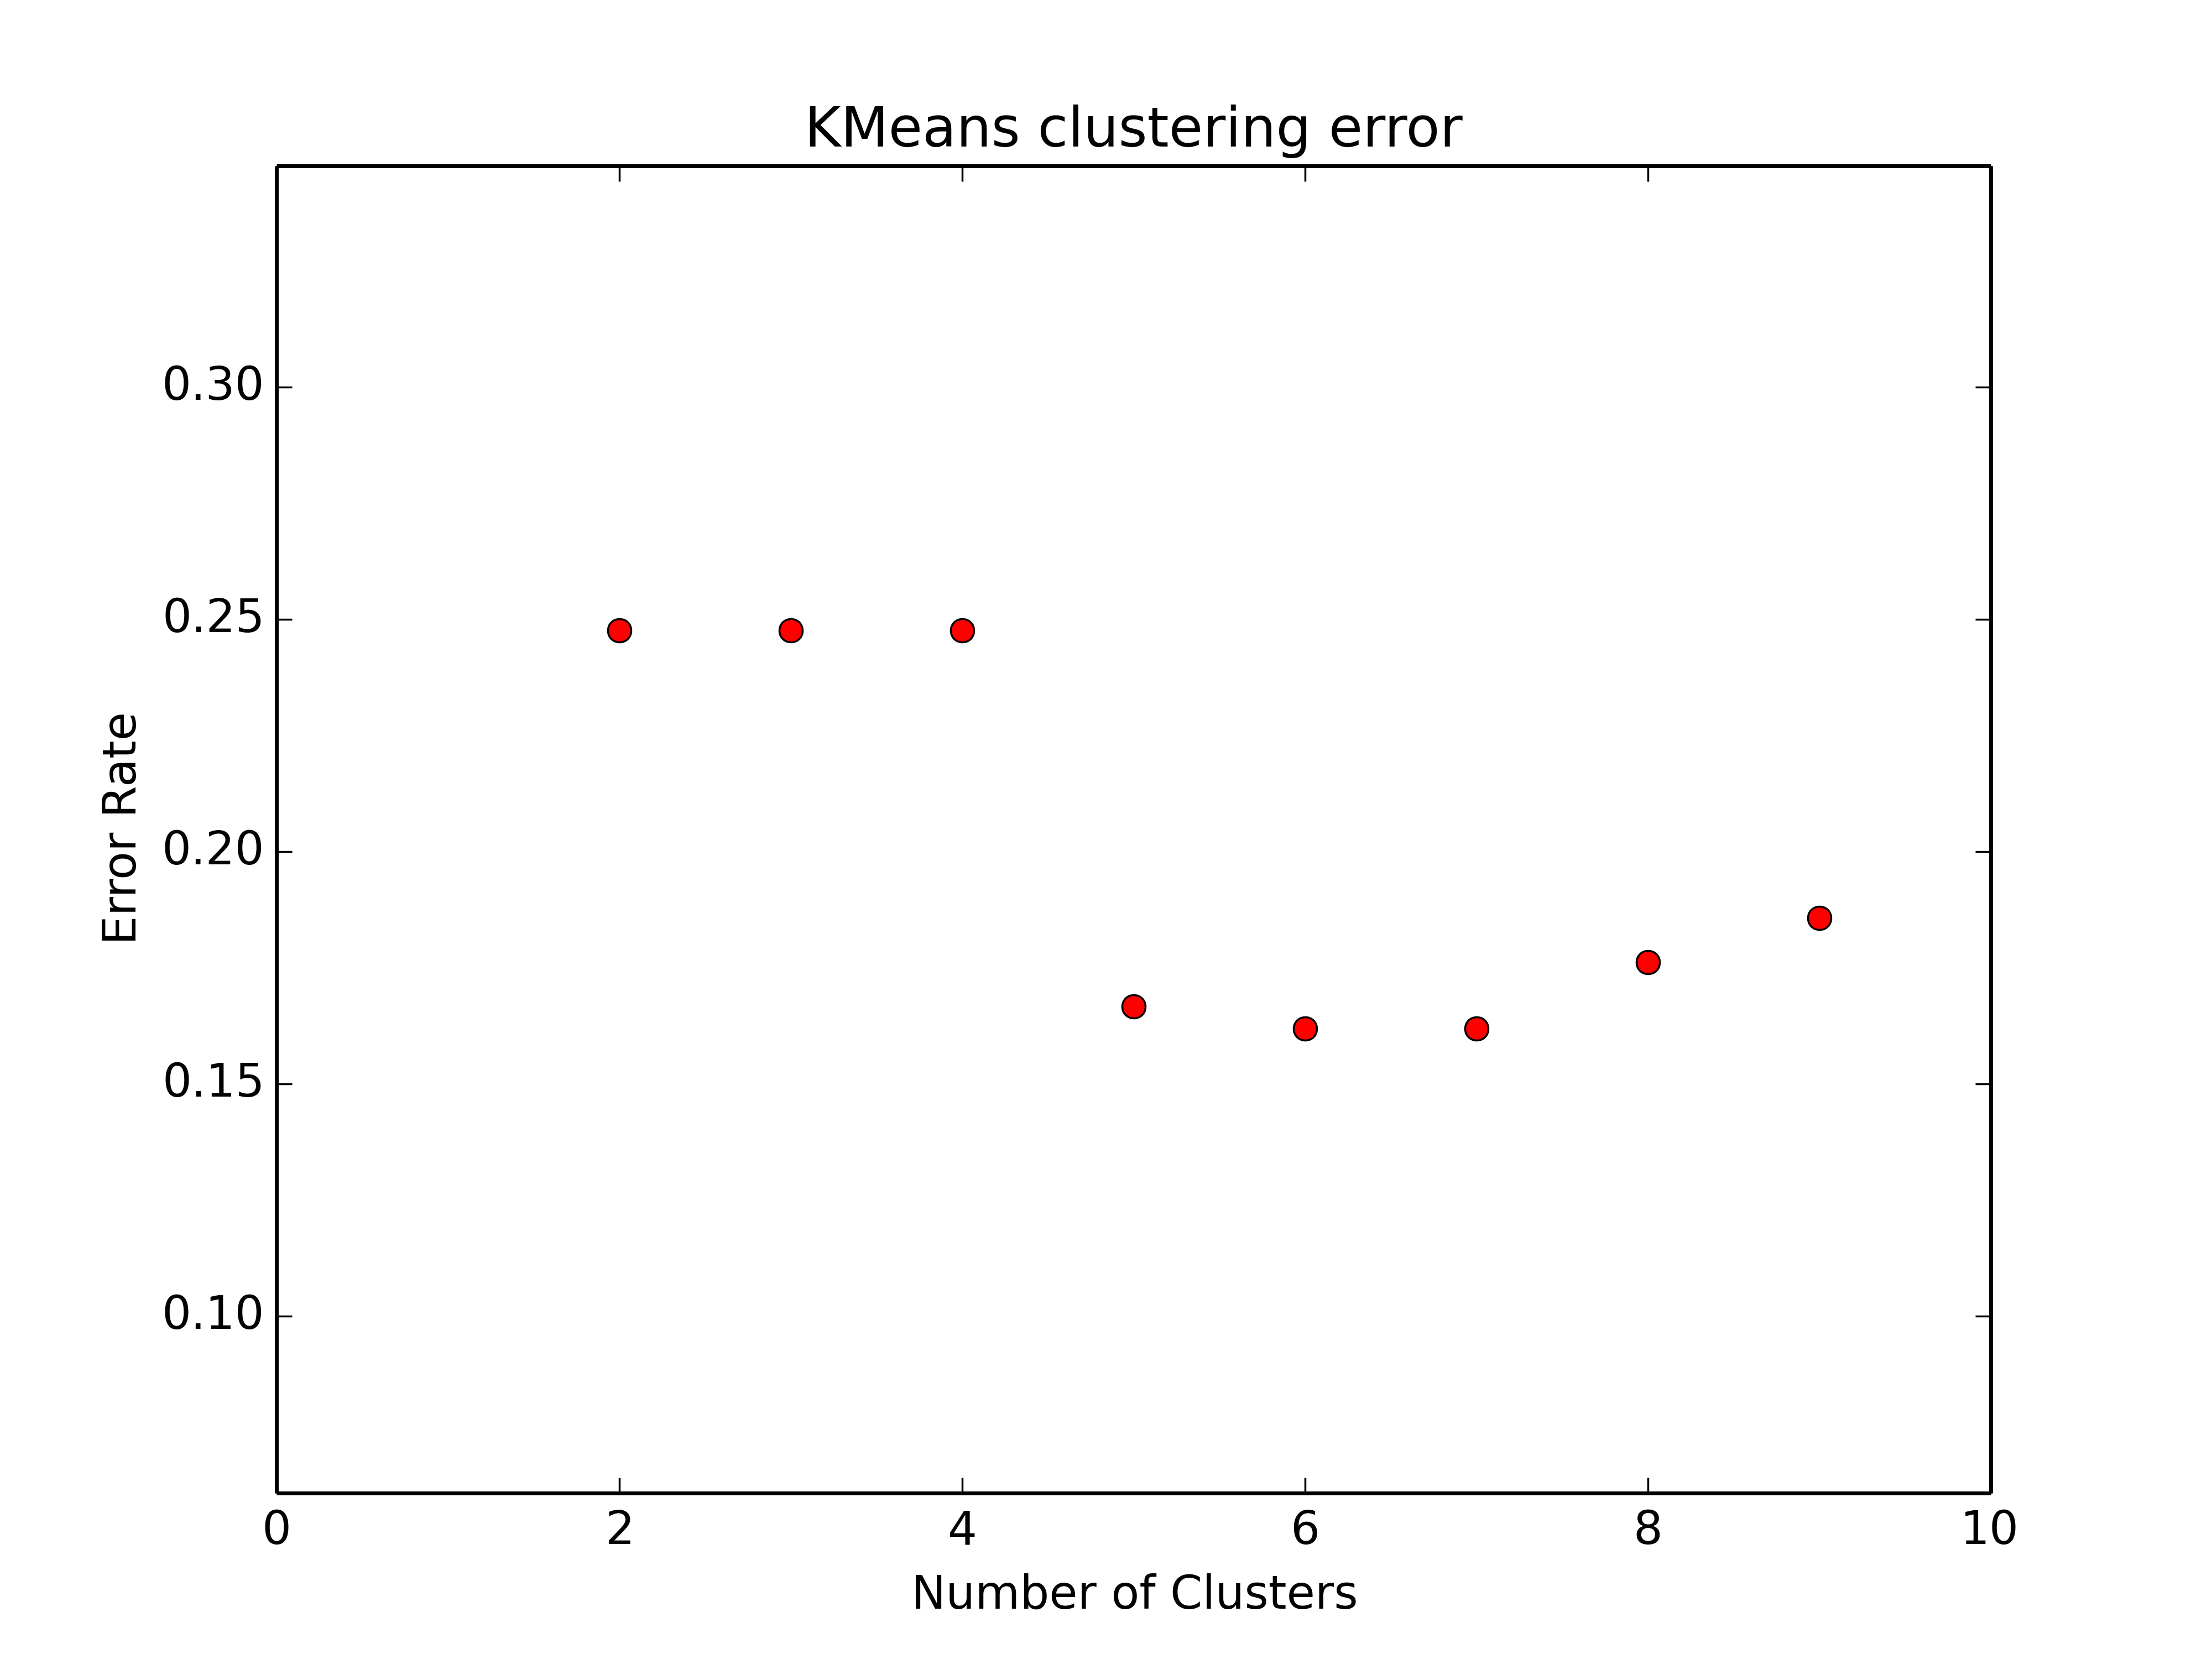 KMeans clustering error
0.30
0.25
0.20
0.15
0.10
Error Rate
0 2 4 6 8 10
Number of Clusters